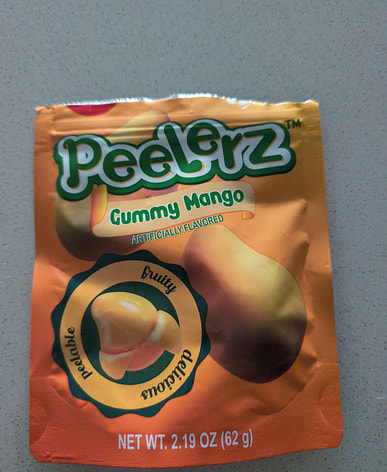 Peelerz™
Gummy Mango
ARTIFICIALLY FLAVORED
peelable
fruity
delicious
NET WT. 2.19 OZ (62 g)